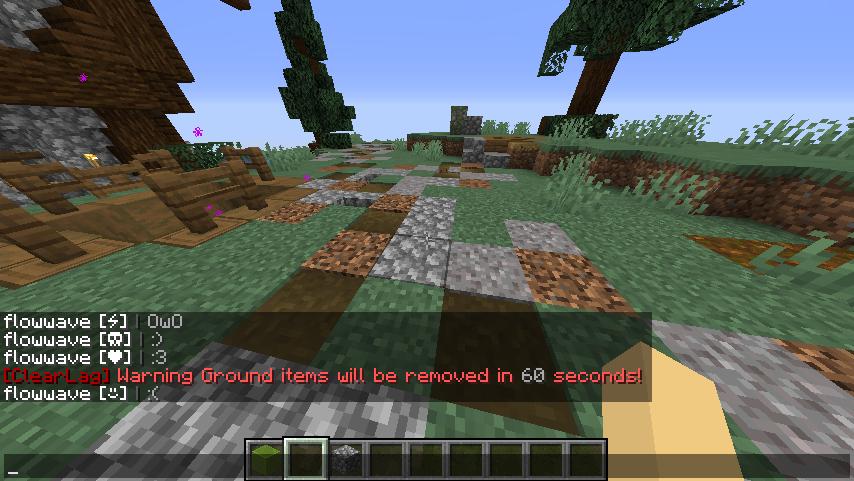 flowwave [⚡] | OwO
flowwave [☠] | :)
flowwave [♥] | :3
[ClearLag] Warning Ground items will be removed in 60 seconds!
flowwave [☻] | :(
_